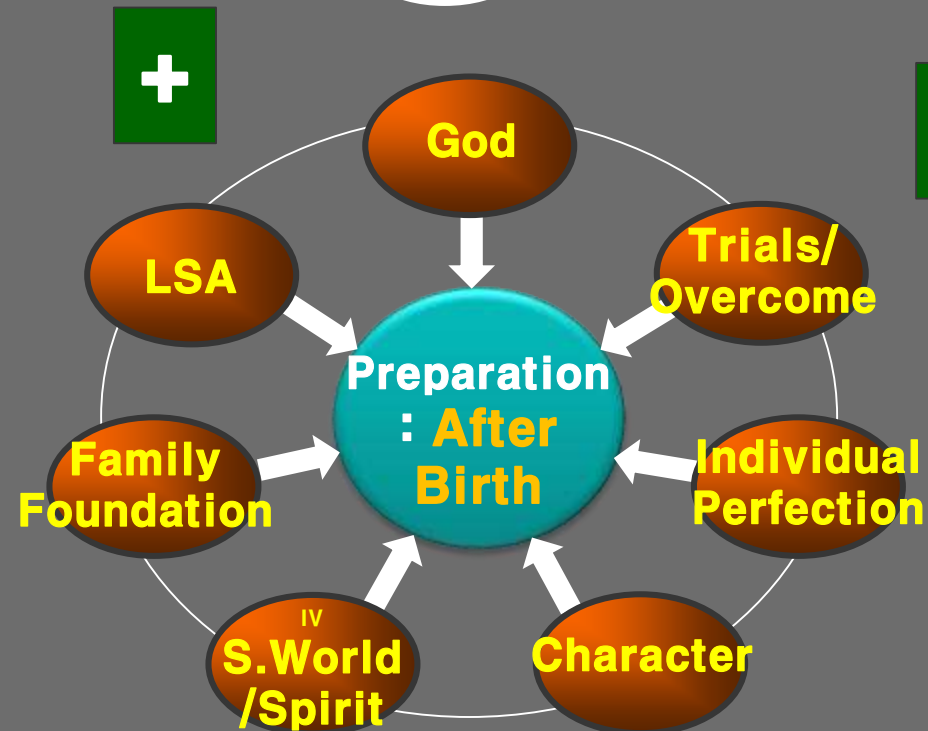 God
Trials/
Overcome
LSA
Preparation
: After
Birth
Family
Foundation
Individual
Perfection
IV
S.World
/Spirit
Character